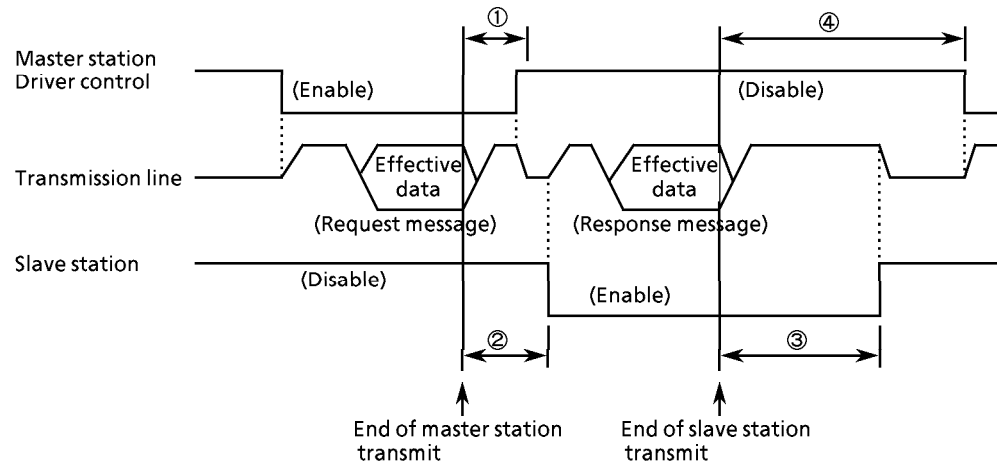 ①
④
Master station
Driver control
(Enable)
(Disable)
Transmission line
Effective
data
Effective
data
(Request message)
(Response message)
Slave station
(Disable)
(Enable)
②
③
End of master station
transmit
End of slave station
transmit